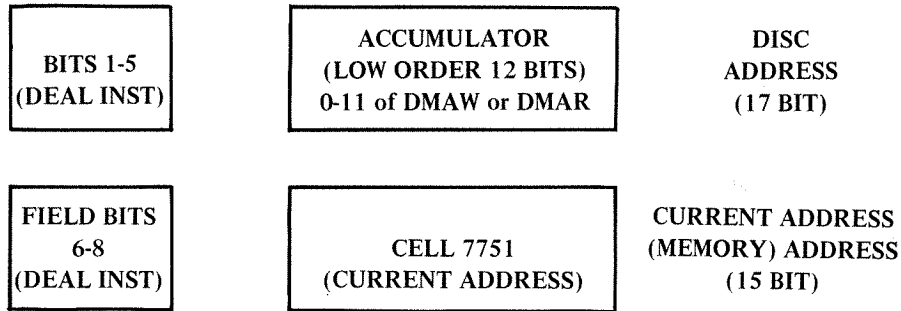 BITS 1-5
(DEAL INST)
ACCUMULATOR
(LOW ORDER 12 BITS)
0-11 of DMAW or DMAR
DISC
ADDRESS
(17 BIT)
FIELD BITS
6-8
(DEAL INST)
CELL 7751
(CURRENT ADDRESS)
CURRENT ADDRESS
(MEMORY) ADDRESS
(15 BIT)